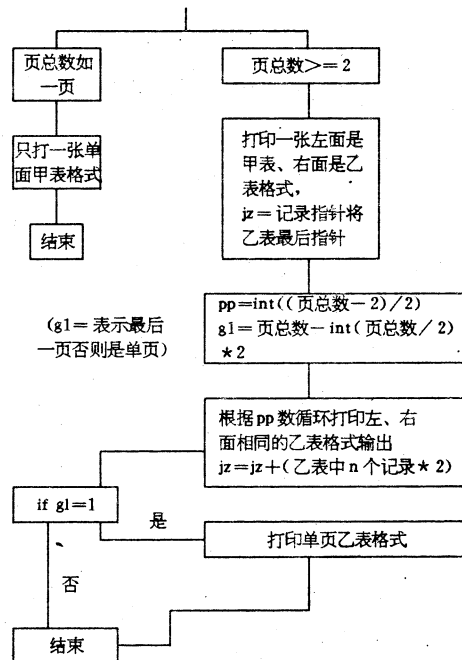 页总数如
一页
页总数>＝2
只打一张单
面甲表格式
打印一张左面是
甲表、右面是乙
表格式，
jz＝记录指针将
乙表最后指针
结束
pp＝int((页总数－2)/2)
g1＝页总数－int(页总数/2)
*2
(g1＝表示最后
一页否则是单页)
根据pp数循环打印左、右
面相同的乙表格式输出
jz＝jz＋(乙表中n个记录*2)
if gl＝1
是
打印单页乙表格式
否
结束